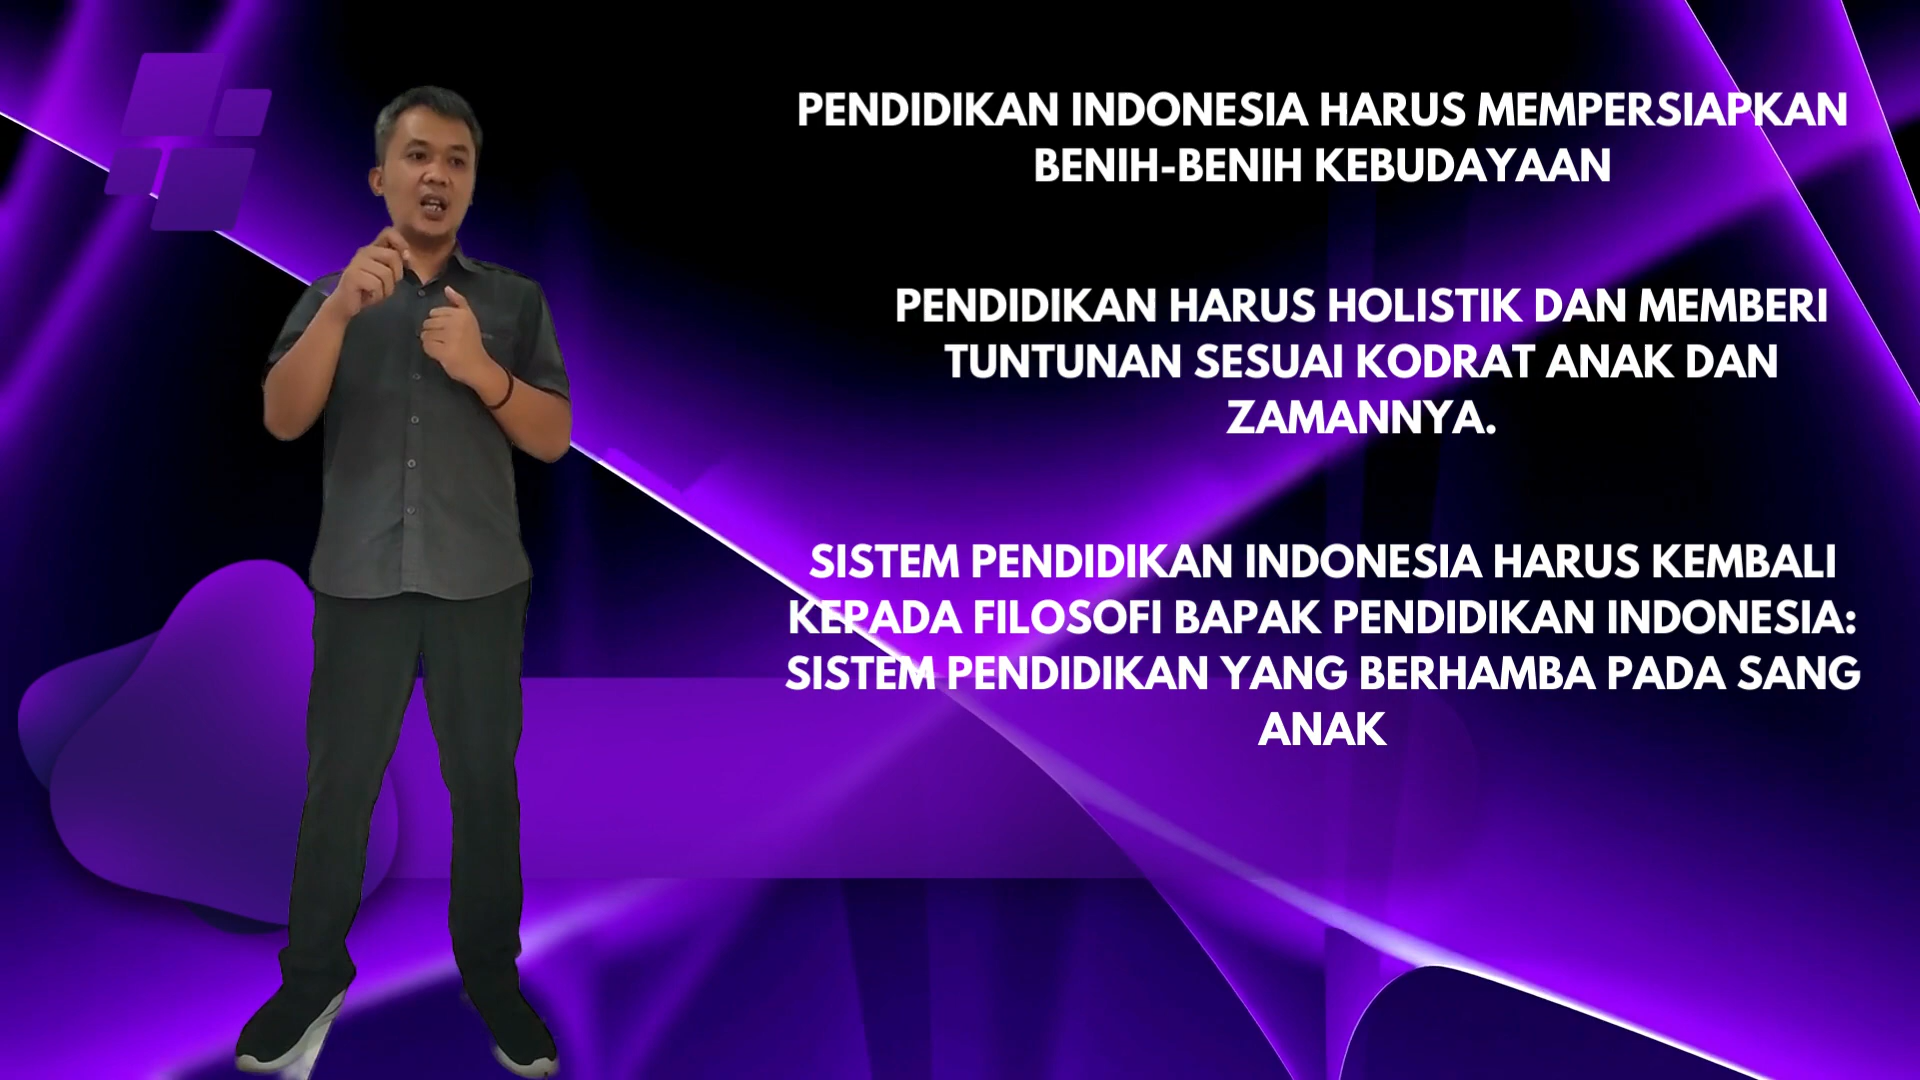 PENDIDIKAN INDONESIA HARUS MEMPERSIAPKAN
BENIH-BENIH KEBUDAYAAN
PENDIDIKAN HARUS HOLISTIK DAN MEMBERI
TUNTUNAN SESUAI KODRAT ANAK DAN
ZAMANNYA.
SISTEM PENDIDIKAN INDONESIA HARUS KEMBALI
KEPADA FILOSOFI BAPAK PENDIDIKAN INDONESIA:
SISTEM PENDIDIKAN YANG BERHAMBA PADA SANG
ANAK